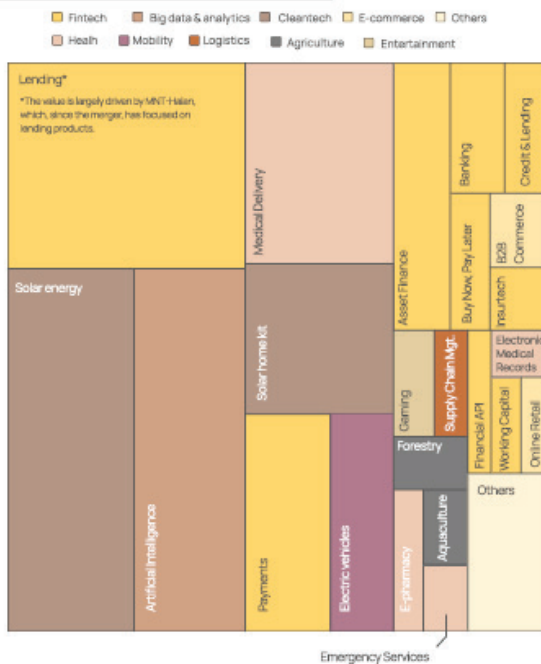 Fintech Big data & analytics Cleantech E-commerce Others
Healh Mobility Logistics Agriculture Entertainment
Lending*
*The value is largely driven by MNT-Halan,
which, since the merger, has focused on
lending products.
Medical Delivery
Asset Finance
Banking
Credit & Lending
Buy Now, Pay Later
B2B
Commerce
Insurtech
Solar energy
Artificial Intelligence
Solar home kit
Gaming
Supply Chain Mgt.
Financial API
Electronic
Medical
Records
Working Capital
Online Retail
Forestry
Payments
Electric vehicles
E-pharmacy
Aquaculture
Others
Emergency Services